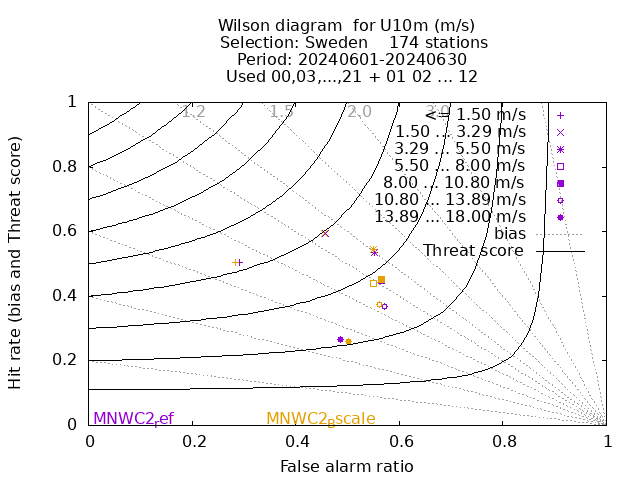 Wilson diagram  for U10m (m/s)
Selection: Sweden    174 stations
Period: 20240601-20240630
Used 00,03,...,21 + 01 02 ... 12
Hit rate (bias and Threat score)
1
0.8
0.6
0.4
0.2
0
1.2
1.5
2.0
3.0
<= 1.50 m/s
1.50 ... 3.29 m/s
3.29 ... 5.50 m/s
5.50 ... 8.00 m/s
8.00 ... 10.80 m/s
10.80 ... 13.89 m/s
13.89 ... 18.00 m/s
bias
Threat score
MNWC2ref
MNWC2Bscale
0 0.2 0.4 0.6 0.8 1
False alarm ratio